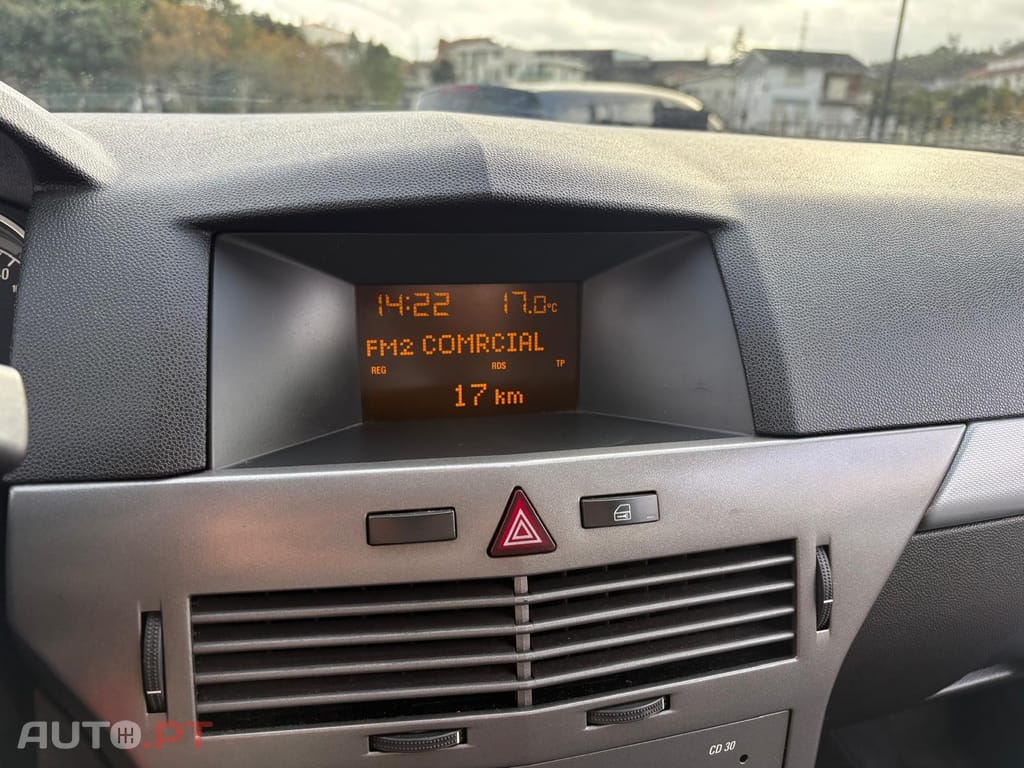 14:22 17.0°C
FM2 COMRCIAL
REG RDS TP
17 km
CD 30
AUTO.PT